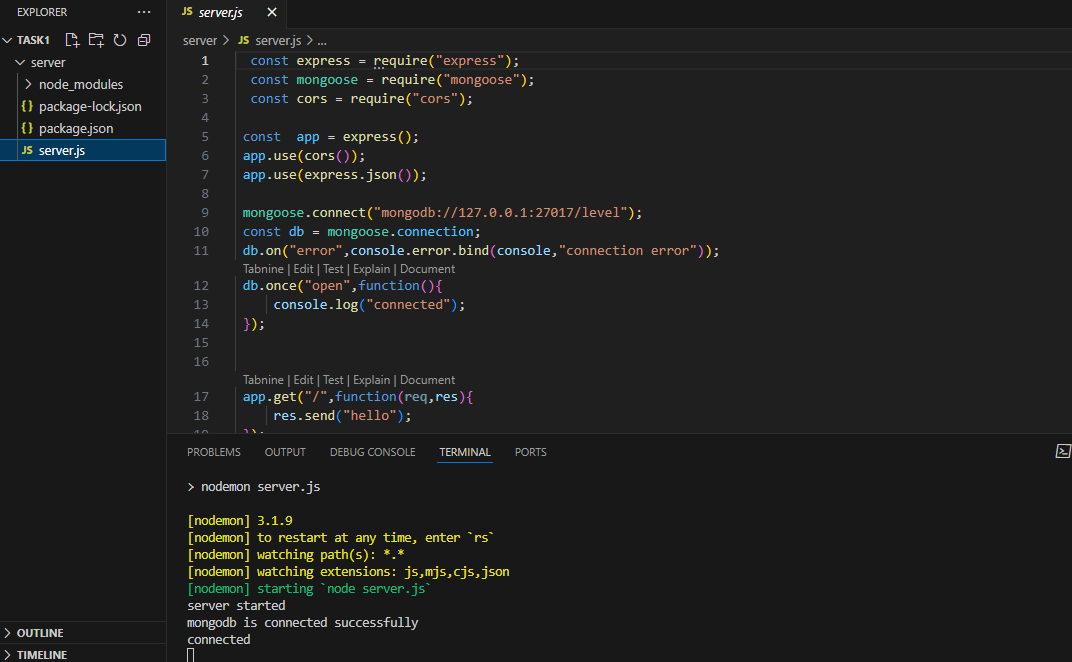 EXPLORER ...
JS server.js ×
TASK1
server > JS server.js > ...
server
node_modules
{} package-lock.json
{} package.json
JS server.js
1 const express = require("express");
2 const mongoose = require("mongoose");
3 const cors = require("cors");
4
5 const  app = express();
6 app.use(cors());
7 app.use(express.json());
8
9 mongoose.connect("mongodb://127.0.0.1:27017/level");
10 const db = mongoose.connection;
11 db.on("error",console.error.bind(console,"connection error"));
Tabnine | Edit | Test | Explain | Document
12 db.once("open",function(){
13 console.log("connected");
14 });
15
16
Tabnine | Edit | Test | Explain | Document
17 app.get("/",function(req,res){
18 res.send("hello");
19 });
PROBLEMS OUTPUT DEBUG CONSOLE TERMINAL PORTS
> nodemon server.js
[nodemon] 3.1.9
[nodemon] to restart at any time, enter `rs`
[nodemon] watching path(s): *.*
[nodemon] watching extensions: js,mjs,cjs,json
[nodemon] starting `node server.js`
server started
mongodb is connected successfully
connected
OUTLINE
TIMELINE